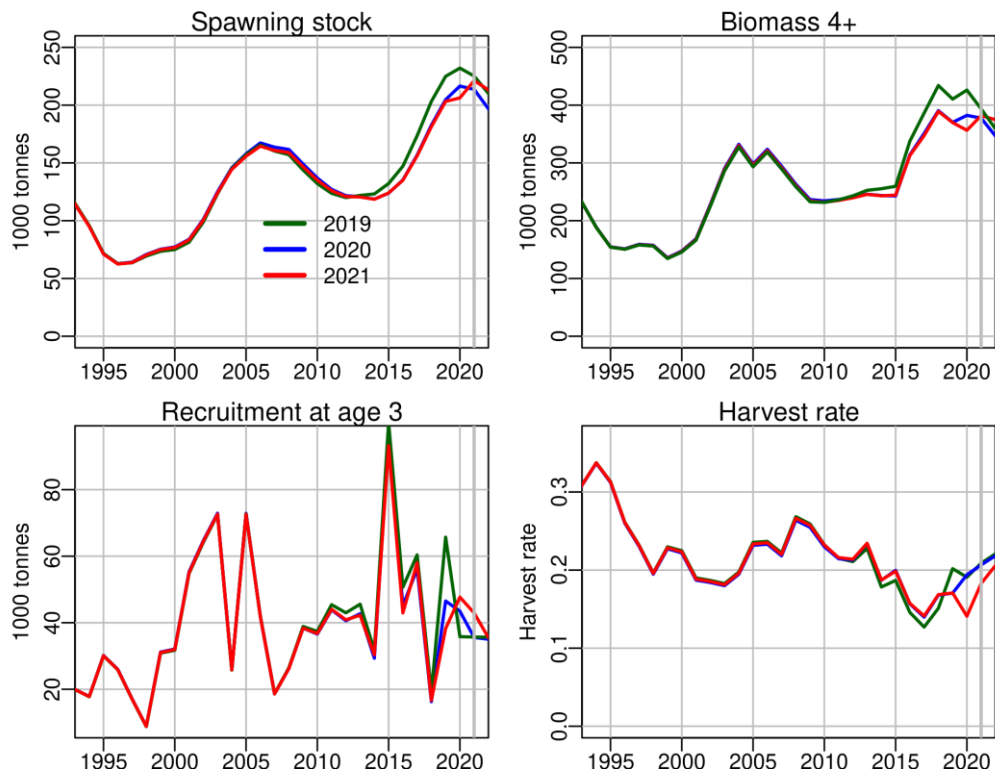 Spawning stock
1000 tonnes
250
200
150
100
50
0
2019
2020
2021
1995 2000 2005 2010 2015 2020
Biomass 4+
1000 tonnes
500
400
300
200
100
0
1995 2000 2005 2010 2015 2020
Recruitment at age 3
1000 tonnes
80
60
40
20
1995 2000 2005 2010 2015 2020
Harvest rate
Harvest rate
0.3
0.2
0.1
0.0
1995 2000 2005 2010 2015 2020